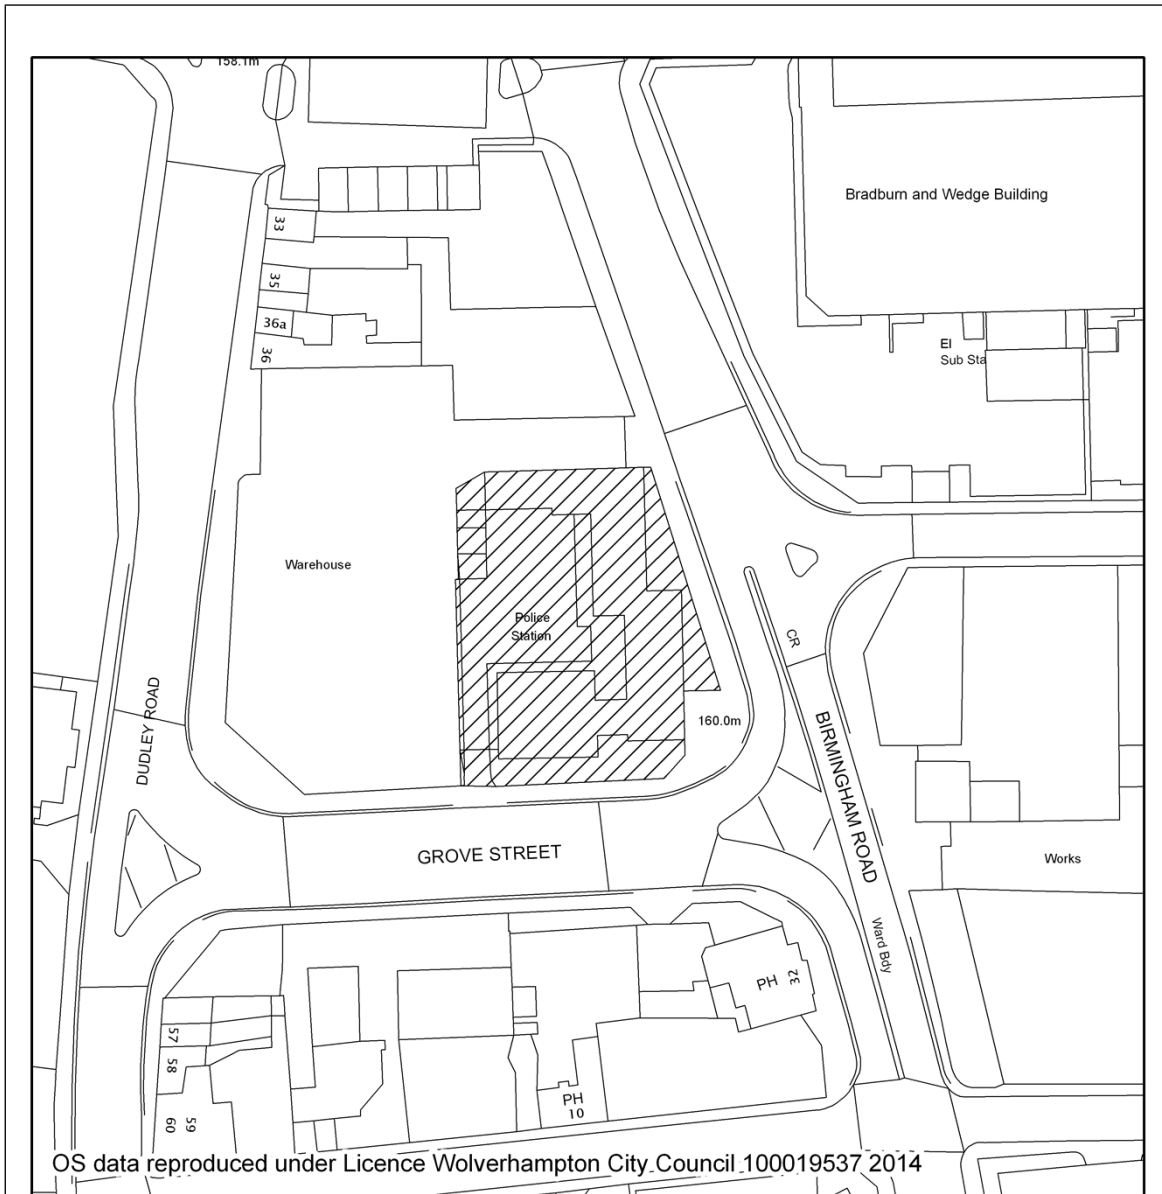 158.1m
Bradburn and Wedge Building
33
35
36a
36
El
Sub Sta
Warehouse
Police
Station
CR
160.0m
DUDLEY ROAD
BIRMINGHAM ROAD
GROVE STREET
Works
Ward Bdy
PH
32
57
58
59
60
PH
10
OS data reproduced under Licence Wolverhampton City Council 100019537 2014